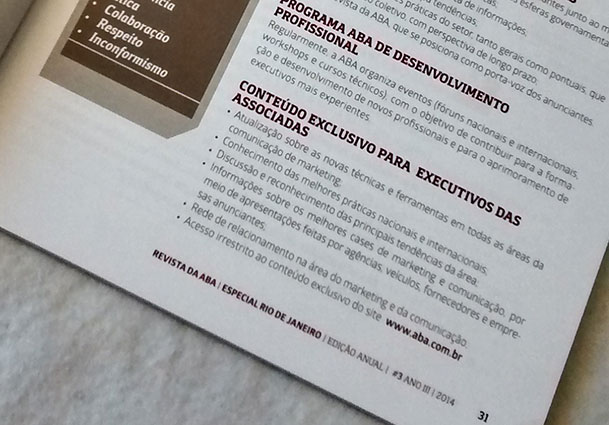 ência
ética
• Colaboração
• Respeito
• Inconformismo
antes junto ao m
esferas governamenta
de informações.
tendências,
práticas do setor, tanto gerais como pontuais, que
coletivo, com perspectiva de longo prazo.
vista da ABA, que se posiciona como porta-voz dos anunciantes.
PROGRAMA ABA DE DESENVOLVIMENTO
PROFISSIONAL
Regularmente, a ABA organiza eventos (fóruns nacionais e internacionais,
workshops e cursos técnicos), com o objetivo de contribuir para a forma-
ção e desenvolvimento de novos profissionais e para o aprimoramento de
executivos mais experientes.
CONTEÚDO EXCLUSIVO PARA EXECUTIVOS DAS
ASSOCIADAS
• Atualização sobre as novas técnicas e ferramentas em todas as áreas da
comunicação de marketing;
• Conhecimento das melhores práticas nacionais e internacionais;
• Discussão e reconhecimento das principais tendências da área;
• Informações sobre os melhores cases de marketing e comunicação, por
meio de apresentações feitas por agências, veículos, fornecedores e empre-
sas anunciantes;
• Rede de relacionamento na área do marketing e da comunicação;
• Acesso irrestrito ao conteúdo exclusivo do site www.aba.com.br
REVISTA DA ABA | ESPECIAL RIO DE JANEIRO | EDIÇÃO ANUAL | #3 ANO III | 2014
31